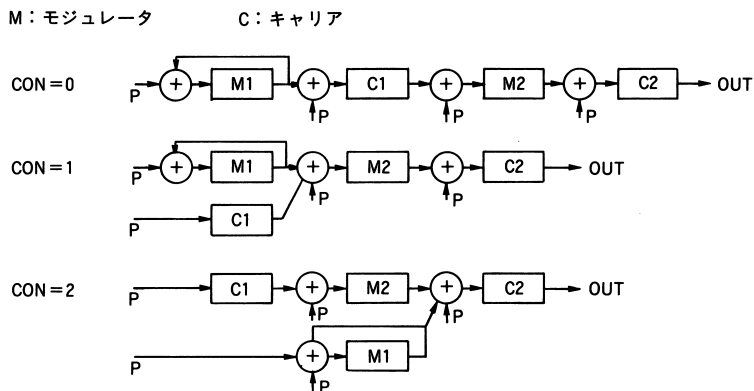 M：モジュレータ C：キャリア
CON=0 P M1 P C1 P M2 P C2 OUT
CON=1 P M1 P M2 P C2 OUT
P C1
CON=2 P C1 P M2 P C2 OUT
P P M1